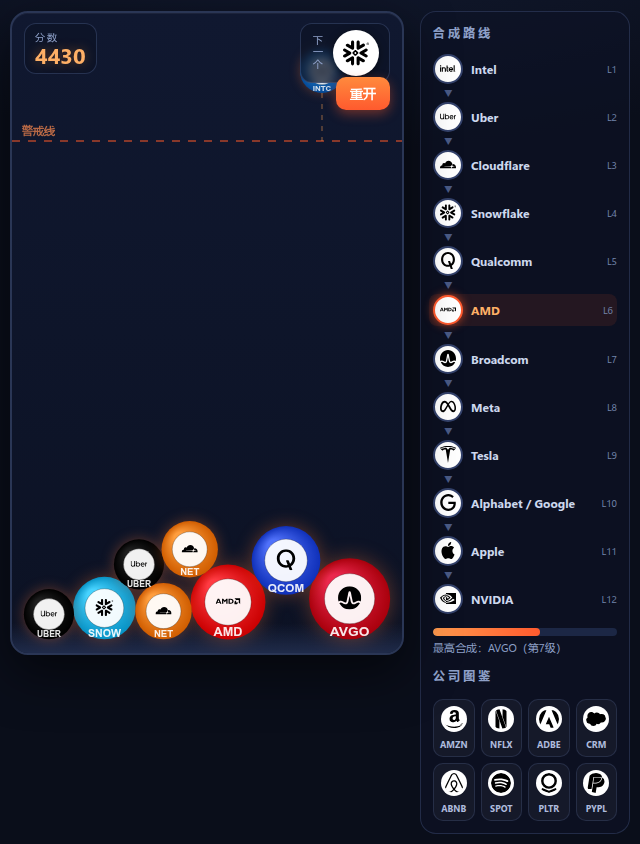 分数
4430
下一个
INTC
重开
警戒线
Uber
UBER
SNOW
Uber
UBER
NET
NET
AMD
AMD
QCOM
AVGO
合成路线
intel
Intel
L1
Uber
Uber
L2
Cloudflare
L3
Snowflake
L4
Qualcomm
L5
AMD
AMD
L6
Broadcom
L7
Meta
L8
Tesla
L9
Alphabet / Google
L10
Apple
L11
NVIDIA
L12
最高合成：AVGO（第7级）
公司图鉴
AMZN
NFLX
ADBE
CRM
ABNB
SPOT
PLTR
PYPL